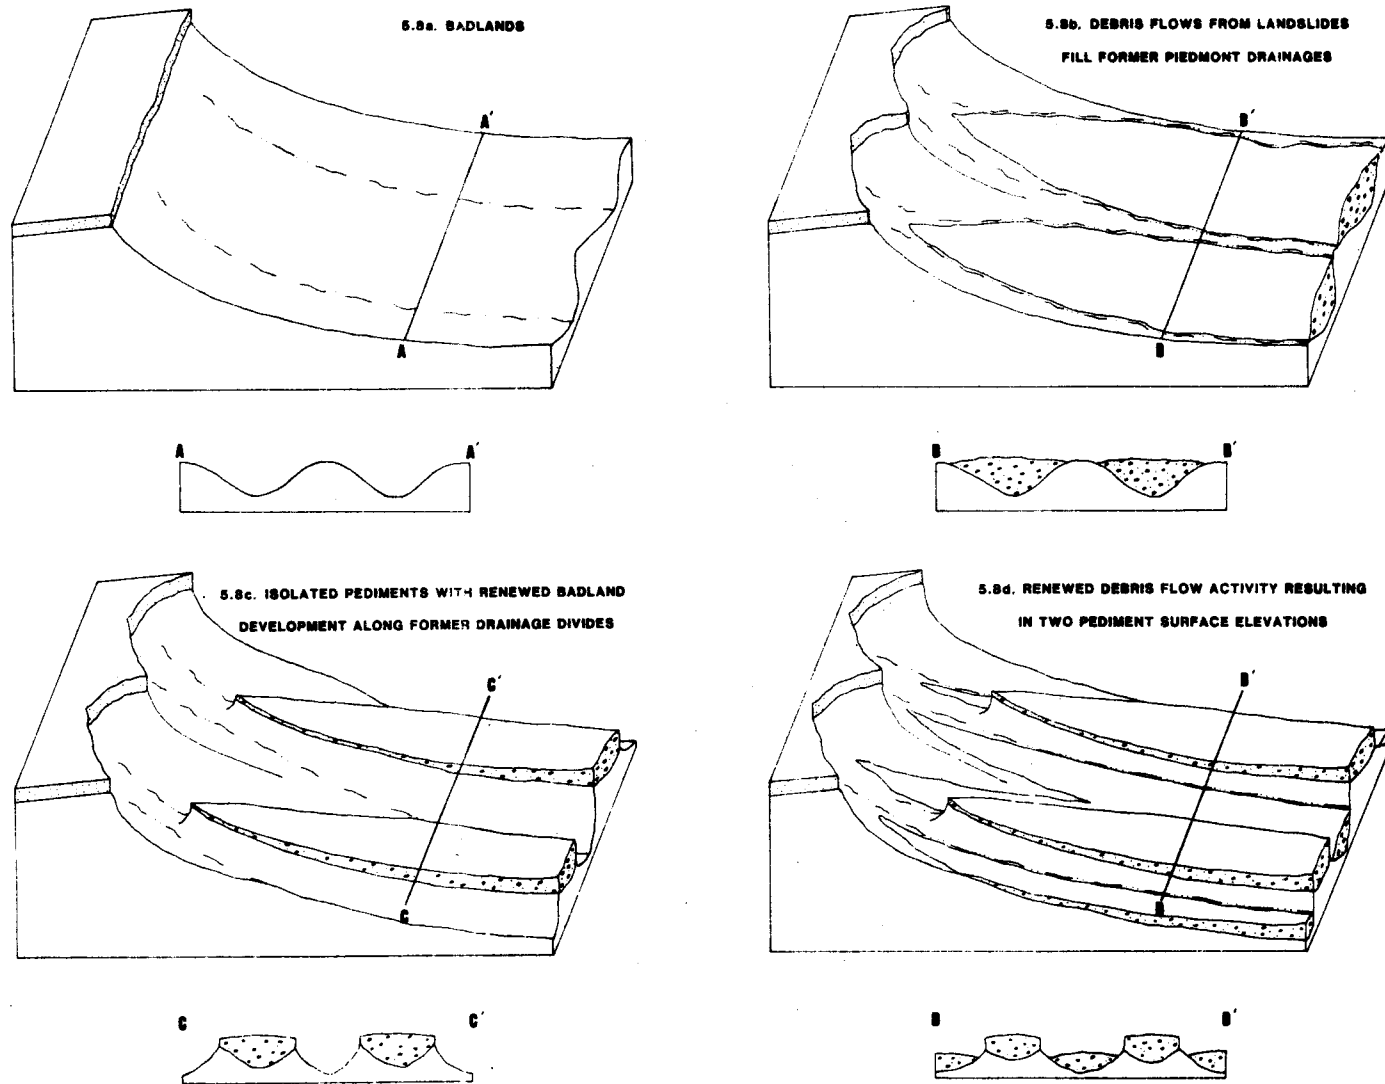 5.8a. BADLANDS
A'
A
A A'
5.8b. DEBRIS FLOWS FROM LANDSLIDES
FILL FORMER PIEDMONT DRAINAGES
B'
B
B B'
5.8c. ISOLATED PEDIMENTS WITH RENEWED BADLAND
DEVELOPMENT ALONG FORMER DRAINAGE DIVIDES
C'
C
C C'
5.8d. RENEWED DEBRIS FLOW ACTIVITY RESULTING
IN TWO PEDIMENT SURFACE ELEVATIONS
B'
B
B B'